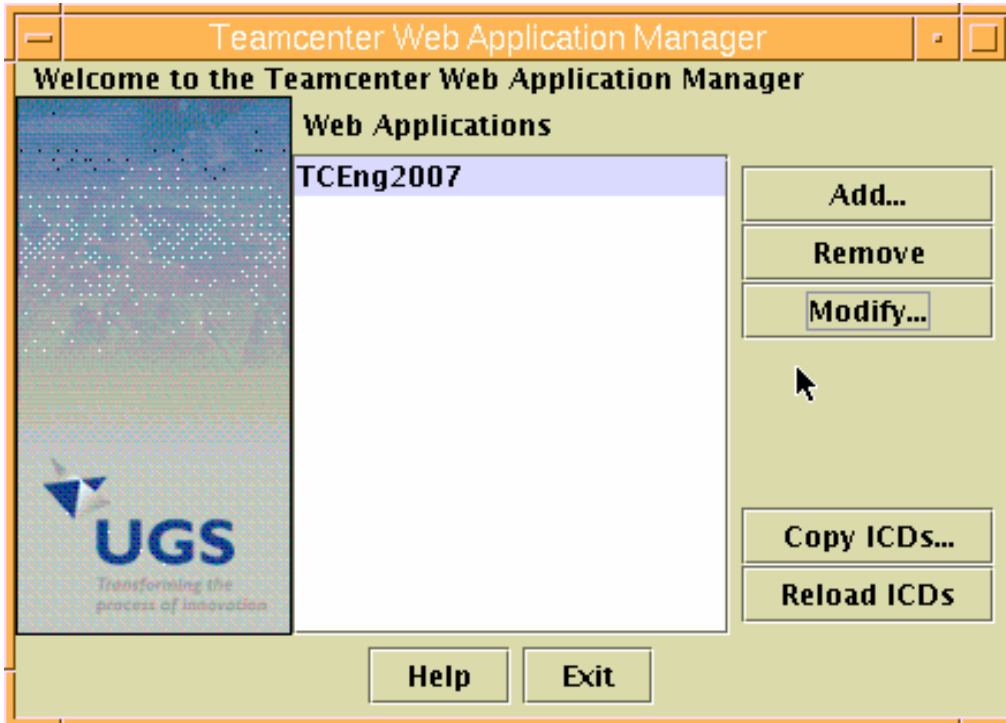 Teamcenter Web Application Manager
Welcome to the Teamcenter Web Application Manager
Web Applications
TCEng2007
Add...
Remove
Modify...
Copy ICDs...
Reload ICDs
UGS
Transforming the
process of innovation
Help
Exit